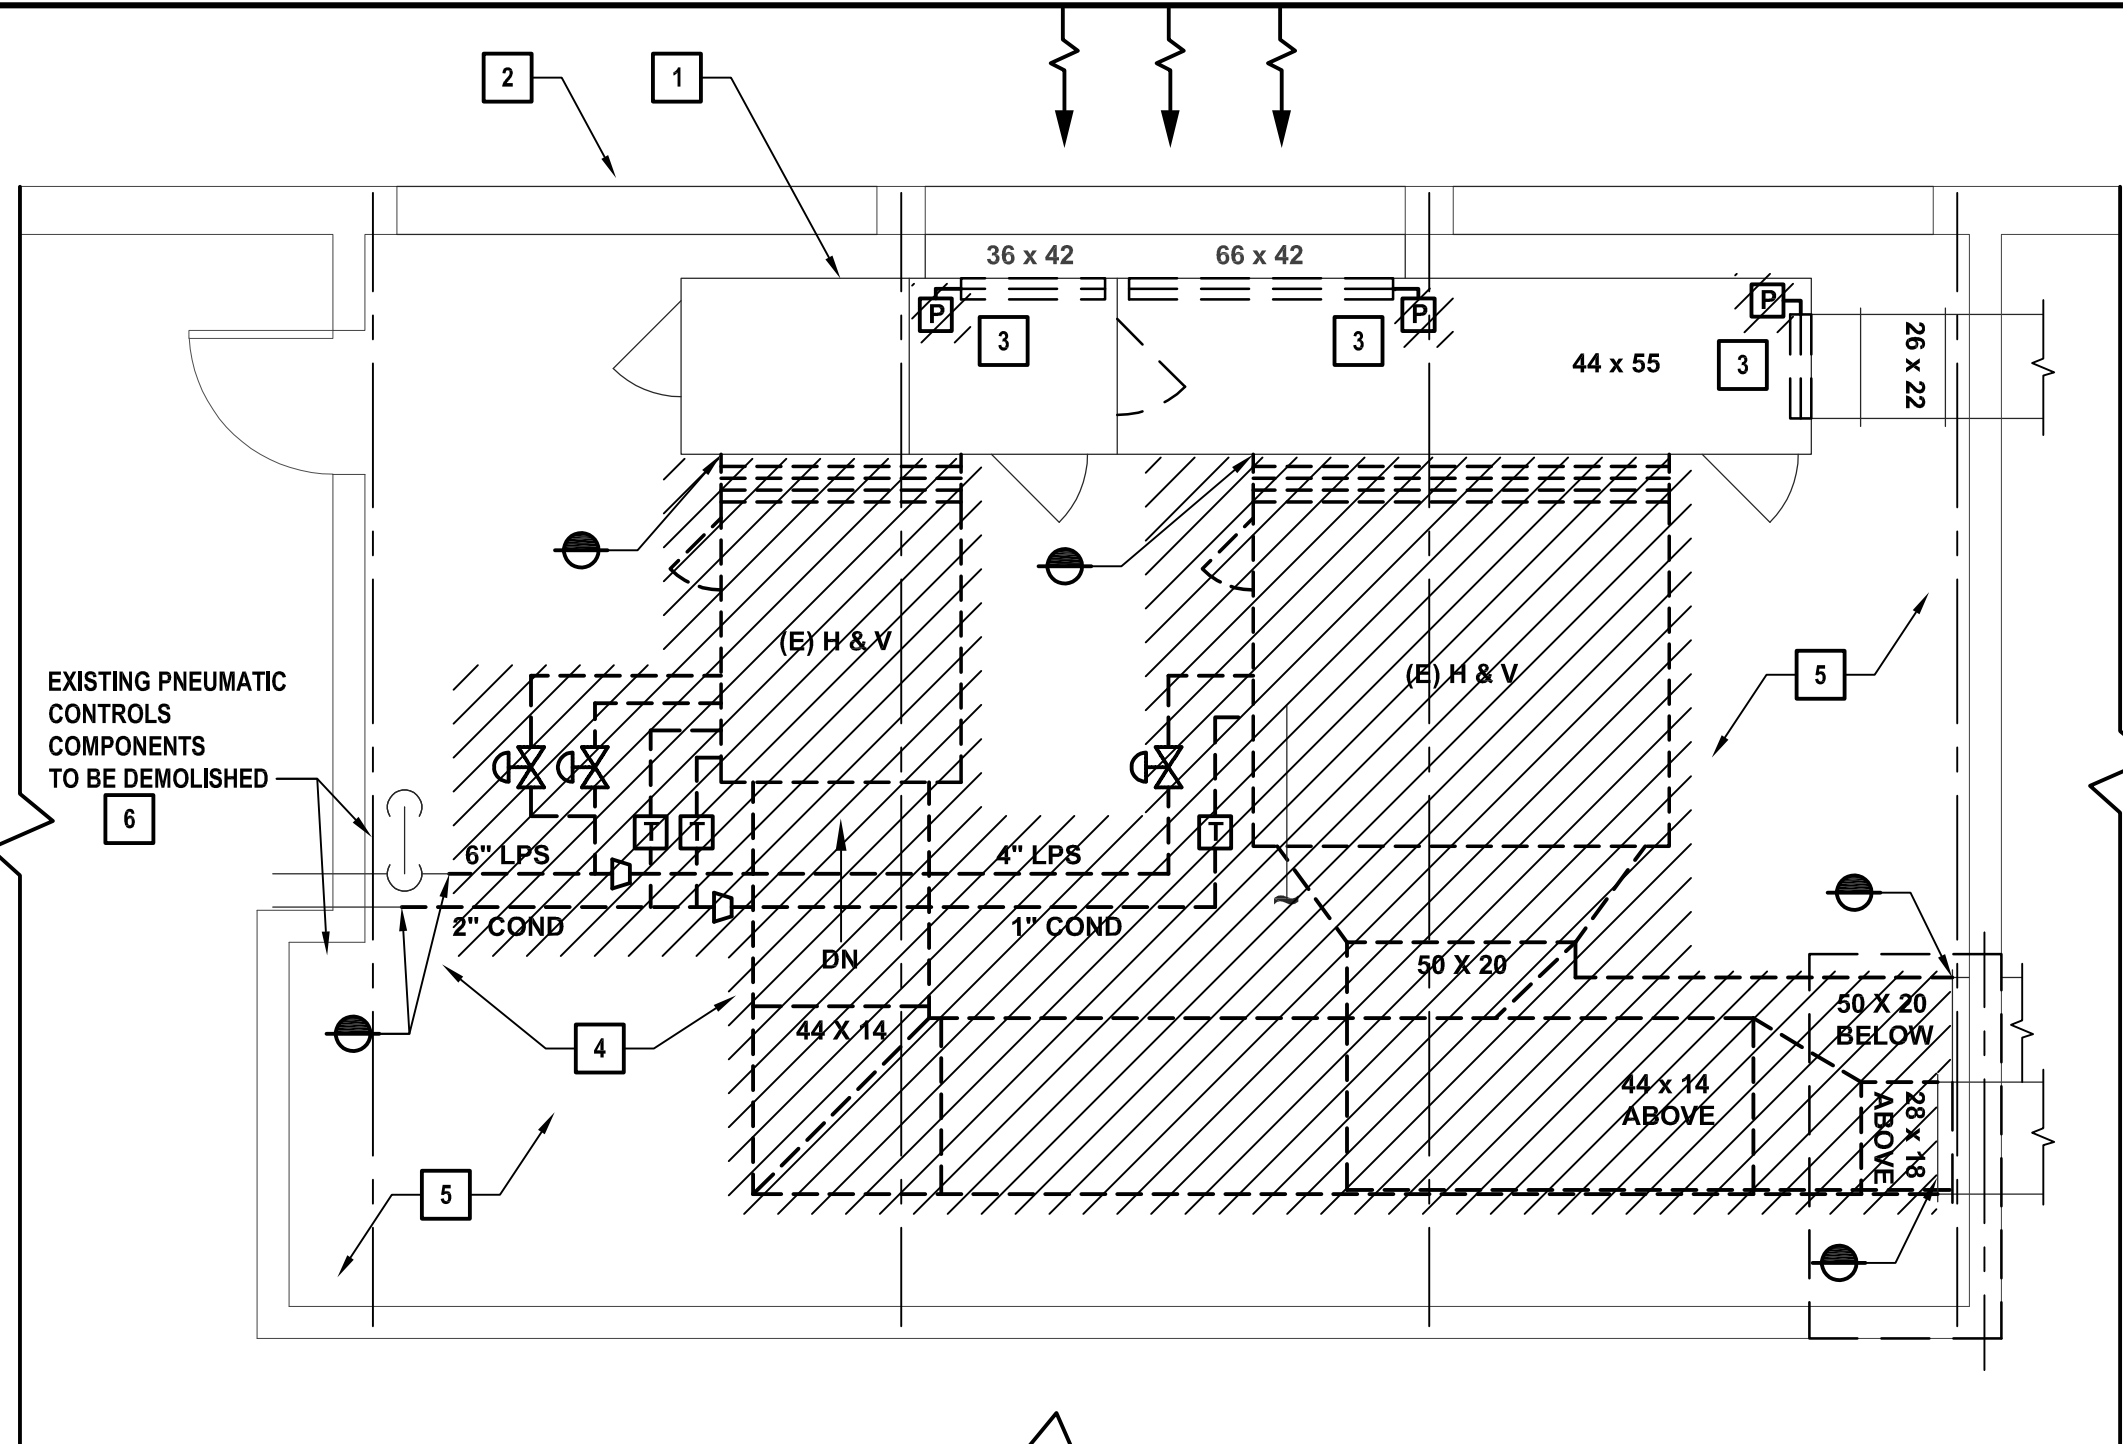 2
1
36 x 42
66 x 42
P
P
P
3
3
3
44 x 55
26 x 22
(E) H & V
(E) H & V
5
EXISTING PNEUMATIC
CONTROLS
COMPONENTS
TO BE DEMOLISHED
6
T
T
T
6" LPS
4" LPS
2" COND
1" COND
DN
50 X 20
44 X 14
4
50 X 20
BELOW
44 x 14
ABOVE
28 x 18
ABOVE
5